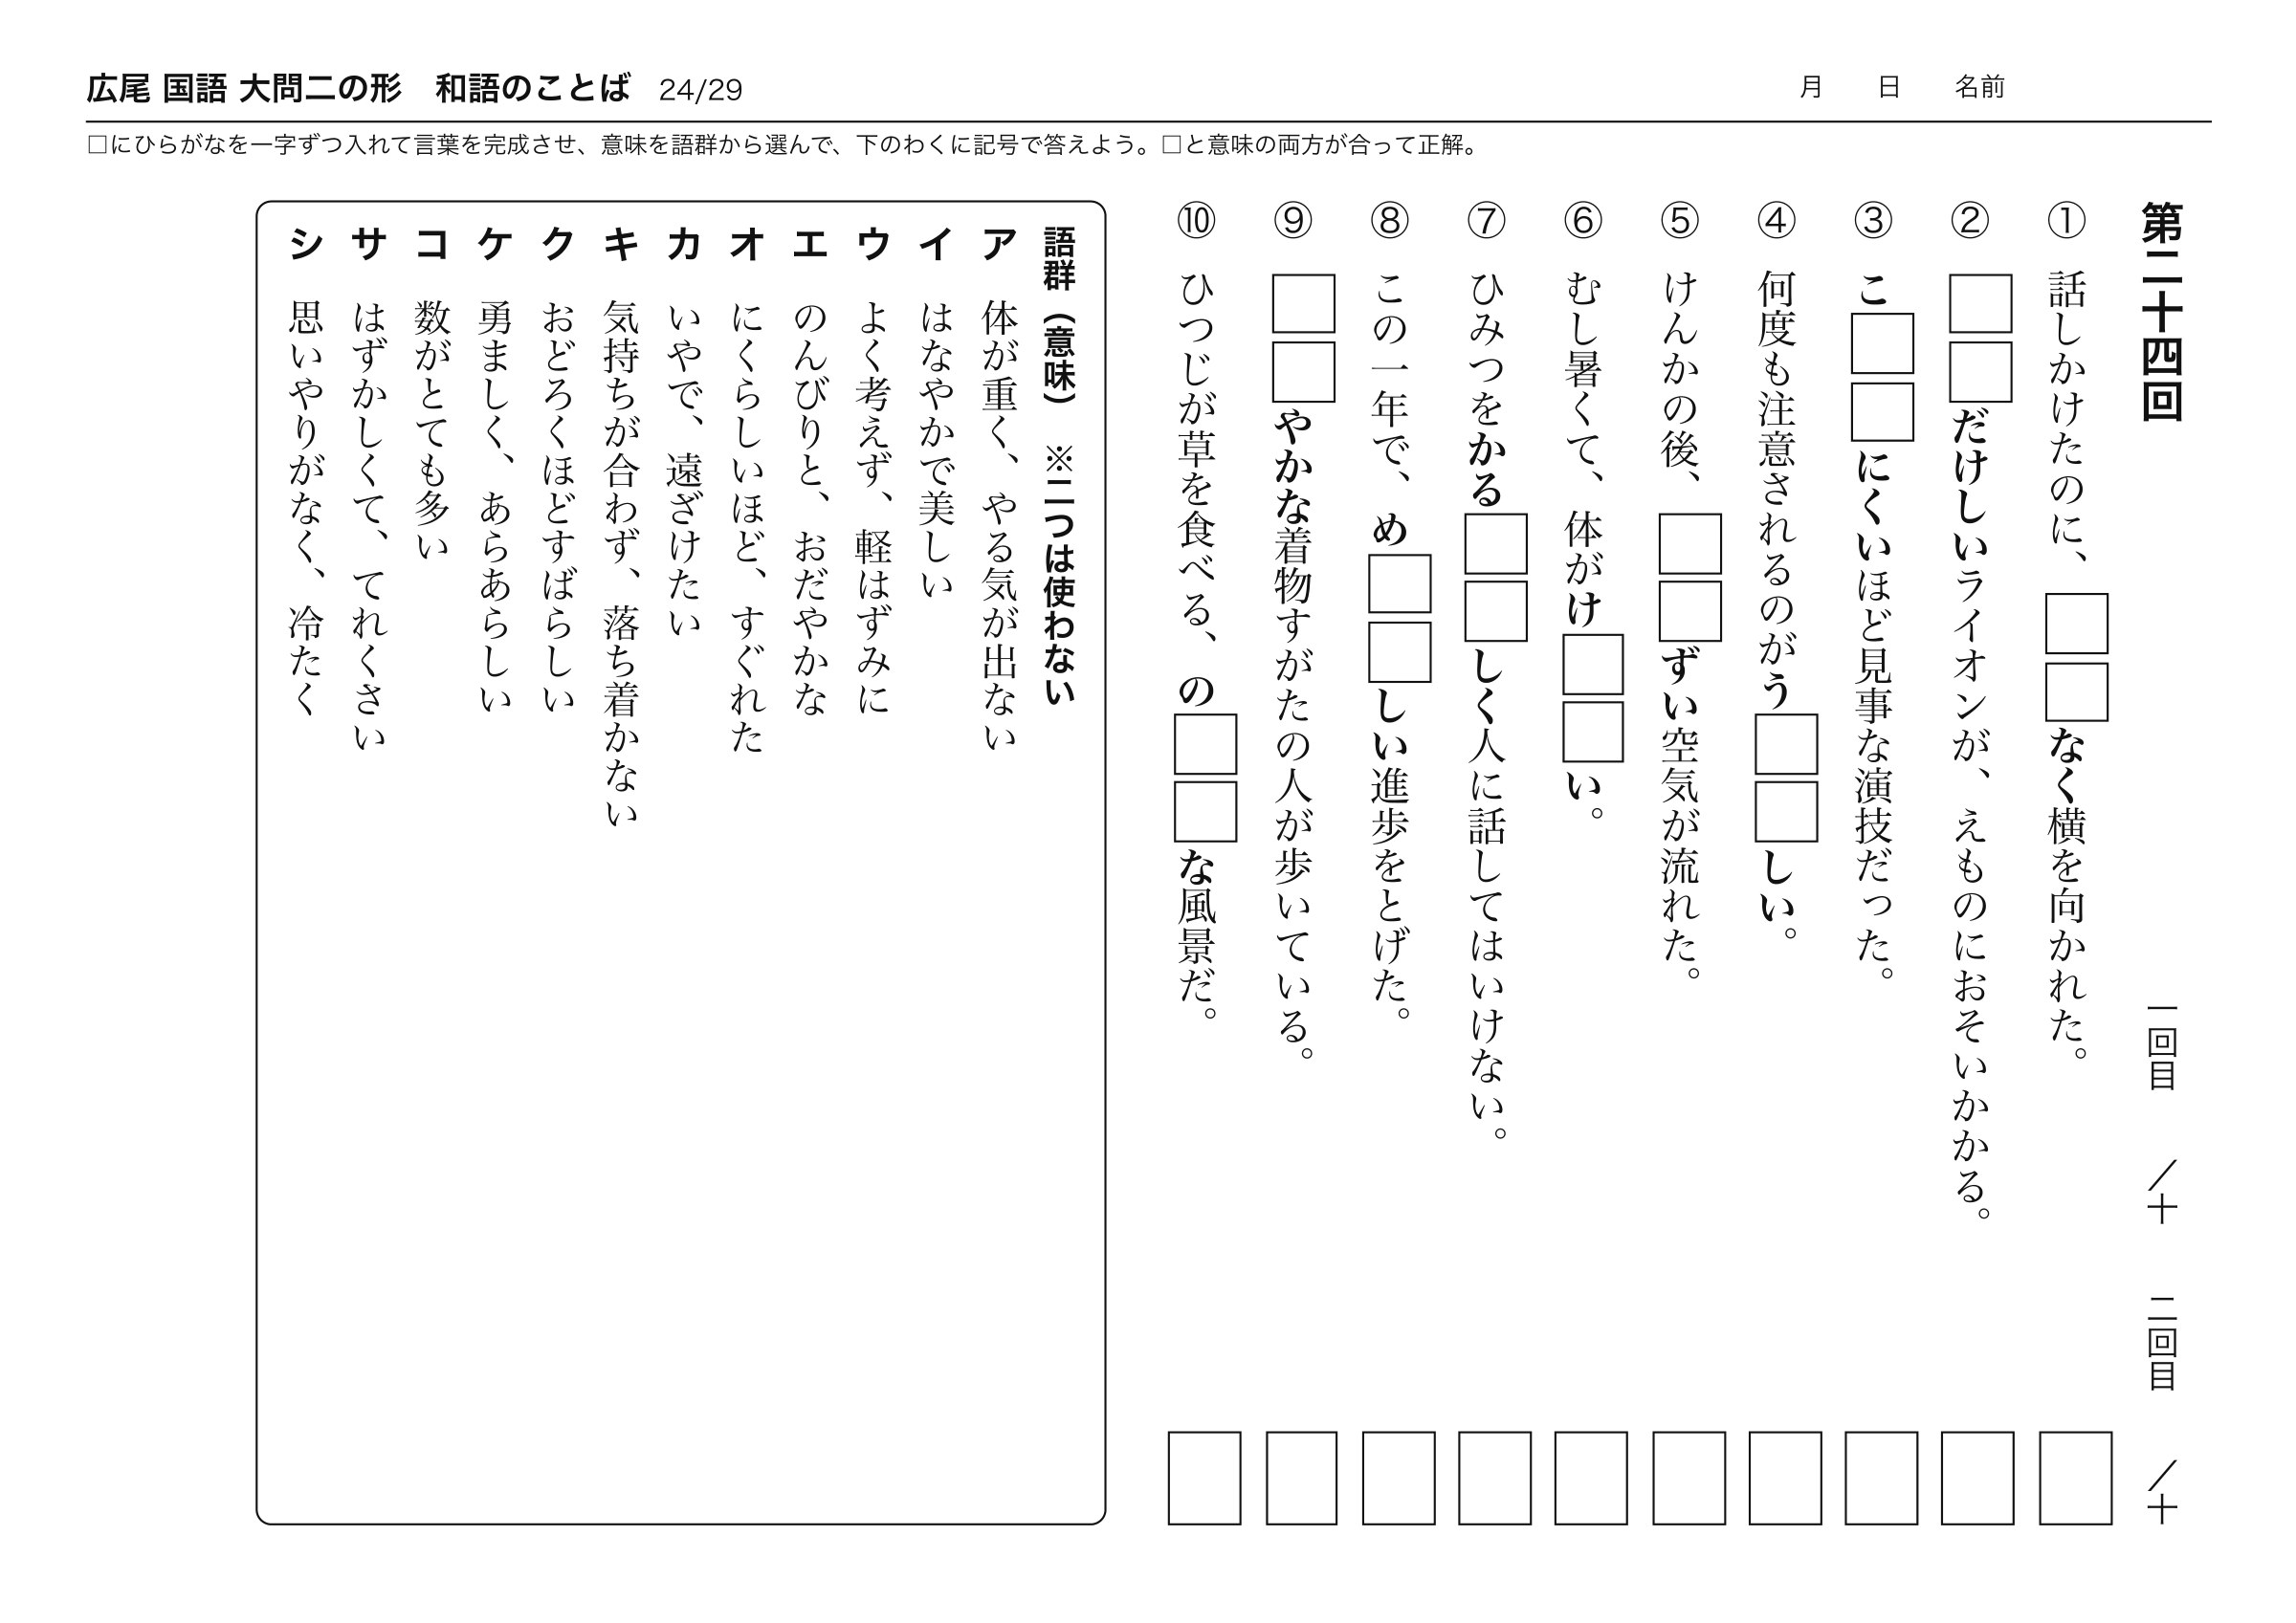 広尾 国語 大問二の形　和語のことば　24/29　月　日　名前
□にひらがなを一字ずつ入れて言葉を完成させ、意味を語群から選んで、下のわくに記号で答えよう。□と意味の両方が合って正解。
第二十四回　一回目　／十　二回目　／十
① 話しかけたのに、□□なく横を向かれた。
② □□だけしいライオンが、えものにおそいかかる。
③ こ□□にくいほど見事な演技だった。
④ 何度も注意されるのがう□□しい。
⑤ けんかの後、□□ずい空気が流れた。
⑥ むし暑くて、体がけ□□い。
⑦ ひみつをかる□□しく人に話してはいけない。
⑧ この一年で、め□□しい進歩をとげた。
⑨ □□やかな着物すがたの人が歩いている。
⑩ ひつじが草を食べる、の□□な風景だ。
語群（意味）　※二つは使わない
ア　体が重く、やる気が出ない
イ　はなやかで美しい
ウ　よく考えず、軽はずみに
エ　のんびりと、おだやかな
オ　にくらしいほど、すぐれた
カ　いやで、遠ざけたい
キ　気持ちが合わず、落ち着かない
ク　おどろくほどすばらしい
ケ　勇ましく、あらあらしい
コ　数がとても多い
サ　はずかしくて、てれくさい
シ　思いやりがなく、冷たく